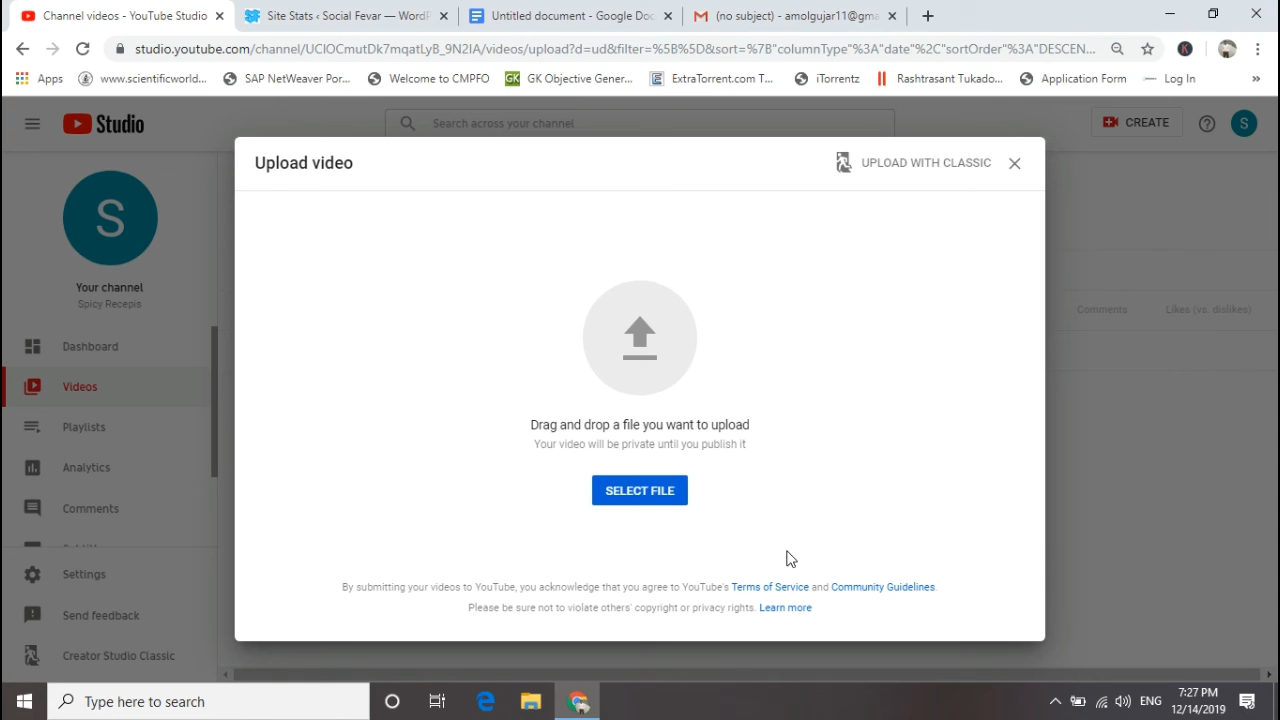 Channel videos - YouTube Studio
Site Stats ‹ Social Fevar — WordP
Untitled document - Google Doc
(no subject) - amolgujar11@gma
studio.youtube.com/channel/UCIOCmutDk7mqatLyB_9N2IA/videos/upload?d=ud&filter=%5B%5D&sort=%7B"columnType"%3A"date"%2C"sortOrder"%3A"DESCEN...
Apps
www.scientificworld...
SAP NetWeaver Por...
Welcome to CMPFO
GK
GK Objective Gener...
ExtraTorrent.com T...
iTorrentz
Rashtrasant Tukado...
Application Form
Log In
»
Studio
Search across your channel
CREATE
S
Upload video
UPLOAD WITH CLASSIC
S
Your channel
Spicy Recepis
Dashboard
Videos
Playlists
Analytics
Comments
Settings
Send feedback
Creator Studio Classic
Comments
Likes (vs. dislikes)
Drag and drop a file you want to upload
Your video will be private until you publish it
SELECT FILE
By submitting your videos to YouTube, you acknowledge that you agree to YouTube's Terms of Service and Community Guidelines.
Please be sure not to violate others' copyright or privacy rights. Learn more
Type here to search
ENG
7:27 PM
12/14/2019